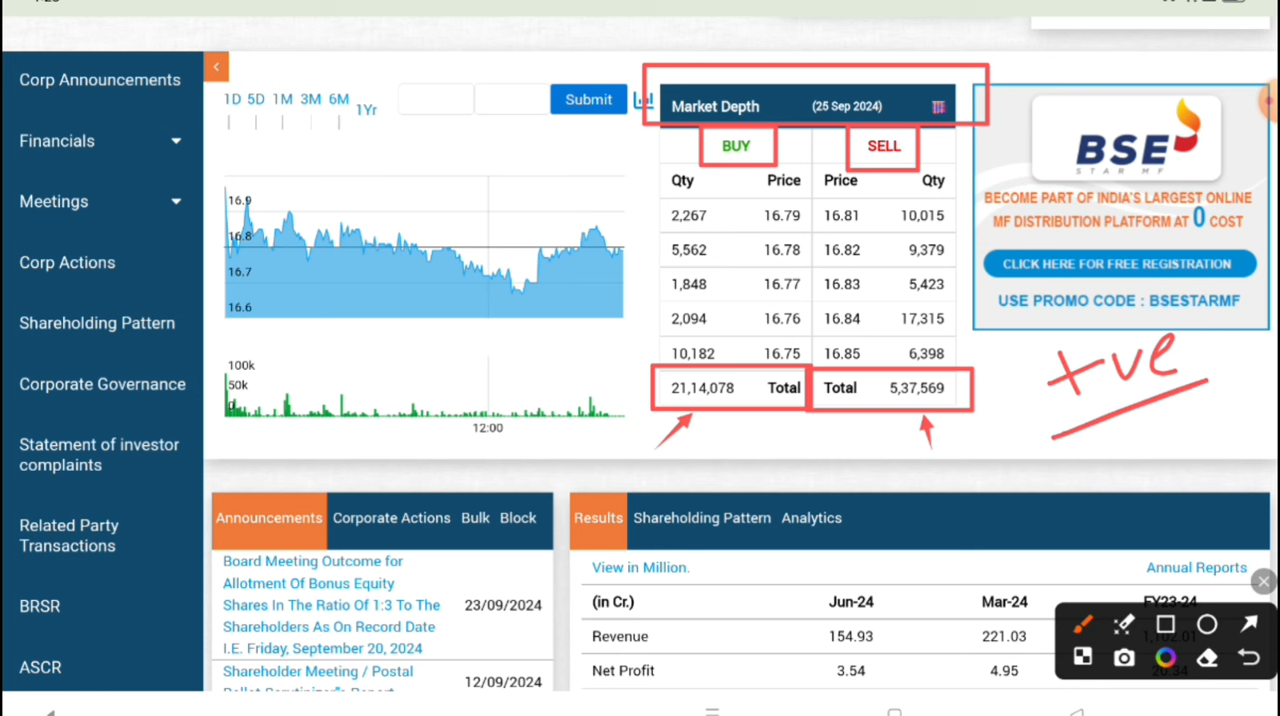 Corp Announcements
Financials
Meetings
Corp Actions
Shareholding Pattern
Corporate Governance
Statement of investor
complaints
Related Party
Transactions
BRSR
ASCR
1D 5D 1M 3M 6M
1Yr
Submit
16.9
16.8
16.7
16.6
100k
50k
0
12:00
Market Depth (25 Sep 2024)
BUY SELL
Qty Price Price Qty
2,267 16.79 16.81 10,015
5,562 16.78 16.82 9,379
1,848 16.77 16.83 5,423
2,094 16.76 16.84 17,315
10,182 16.75 16.85 6,398
21,14,078 Total Total 5,37,569
BSE
STAR MF
BECOME PART OF INDIA'S LARGEST ONLINE
MF DISTRIBUTION PLATFORM AT 0 COST
CLICK HERE FOR FREE REGISTRATION
USE PROMO CODE : BSESTARMF
+ve
Announcements Corporate Actions Bulk Block
Board Meeting Outcome for
Allotment Of Bonus Equity
Shares In The Ratio Of 1:3 To The 23/09/2024
Shareholders As On Record Date
I.E. Friday, September 20, 2024
Shareholder Meeting / Postal
12/09/2024
Results Shareholding Pattern Analytics
View in Million. Annual Reports
(in Cr.) Jun-24 Mar-24 FY23-24
Revenue 154.93 221.03
Net Profit 3.54 4.95